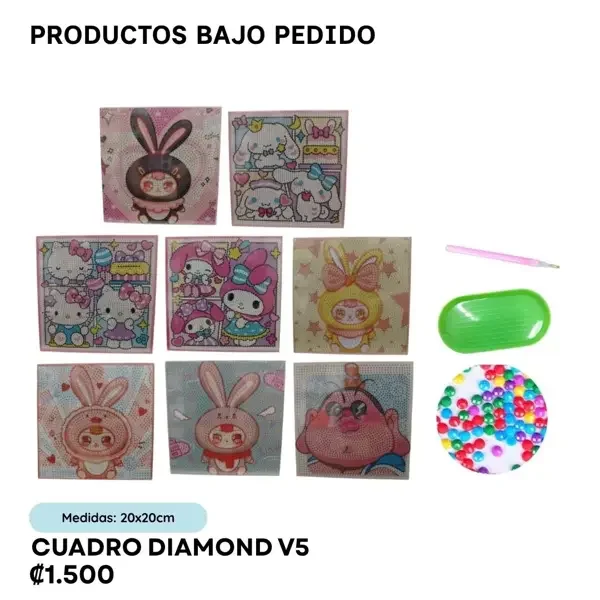 PRODUCTOS BAJO PEDIDO
Medidas: 20x20cm
CUADRO DIAMOND V5
₡1.500